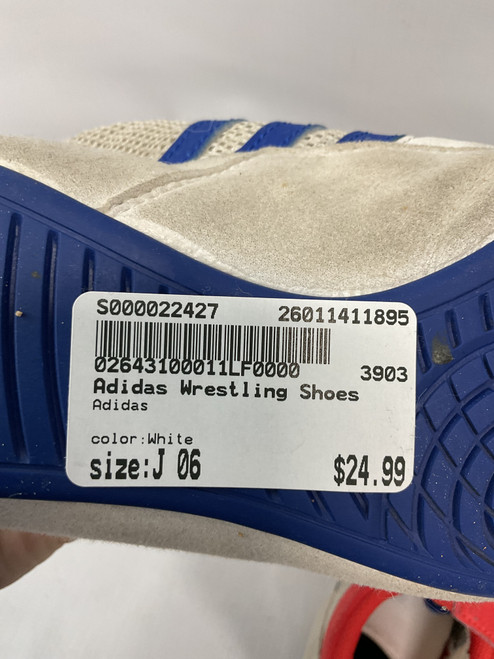 S000022427 26011411895
02643100011LF0000 3903
Adidas Wrestling Shoes
Adidas
color:White
size:J 06 $24.99